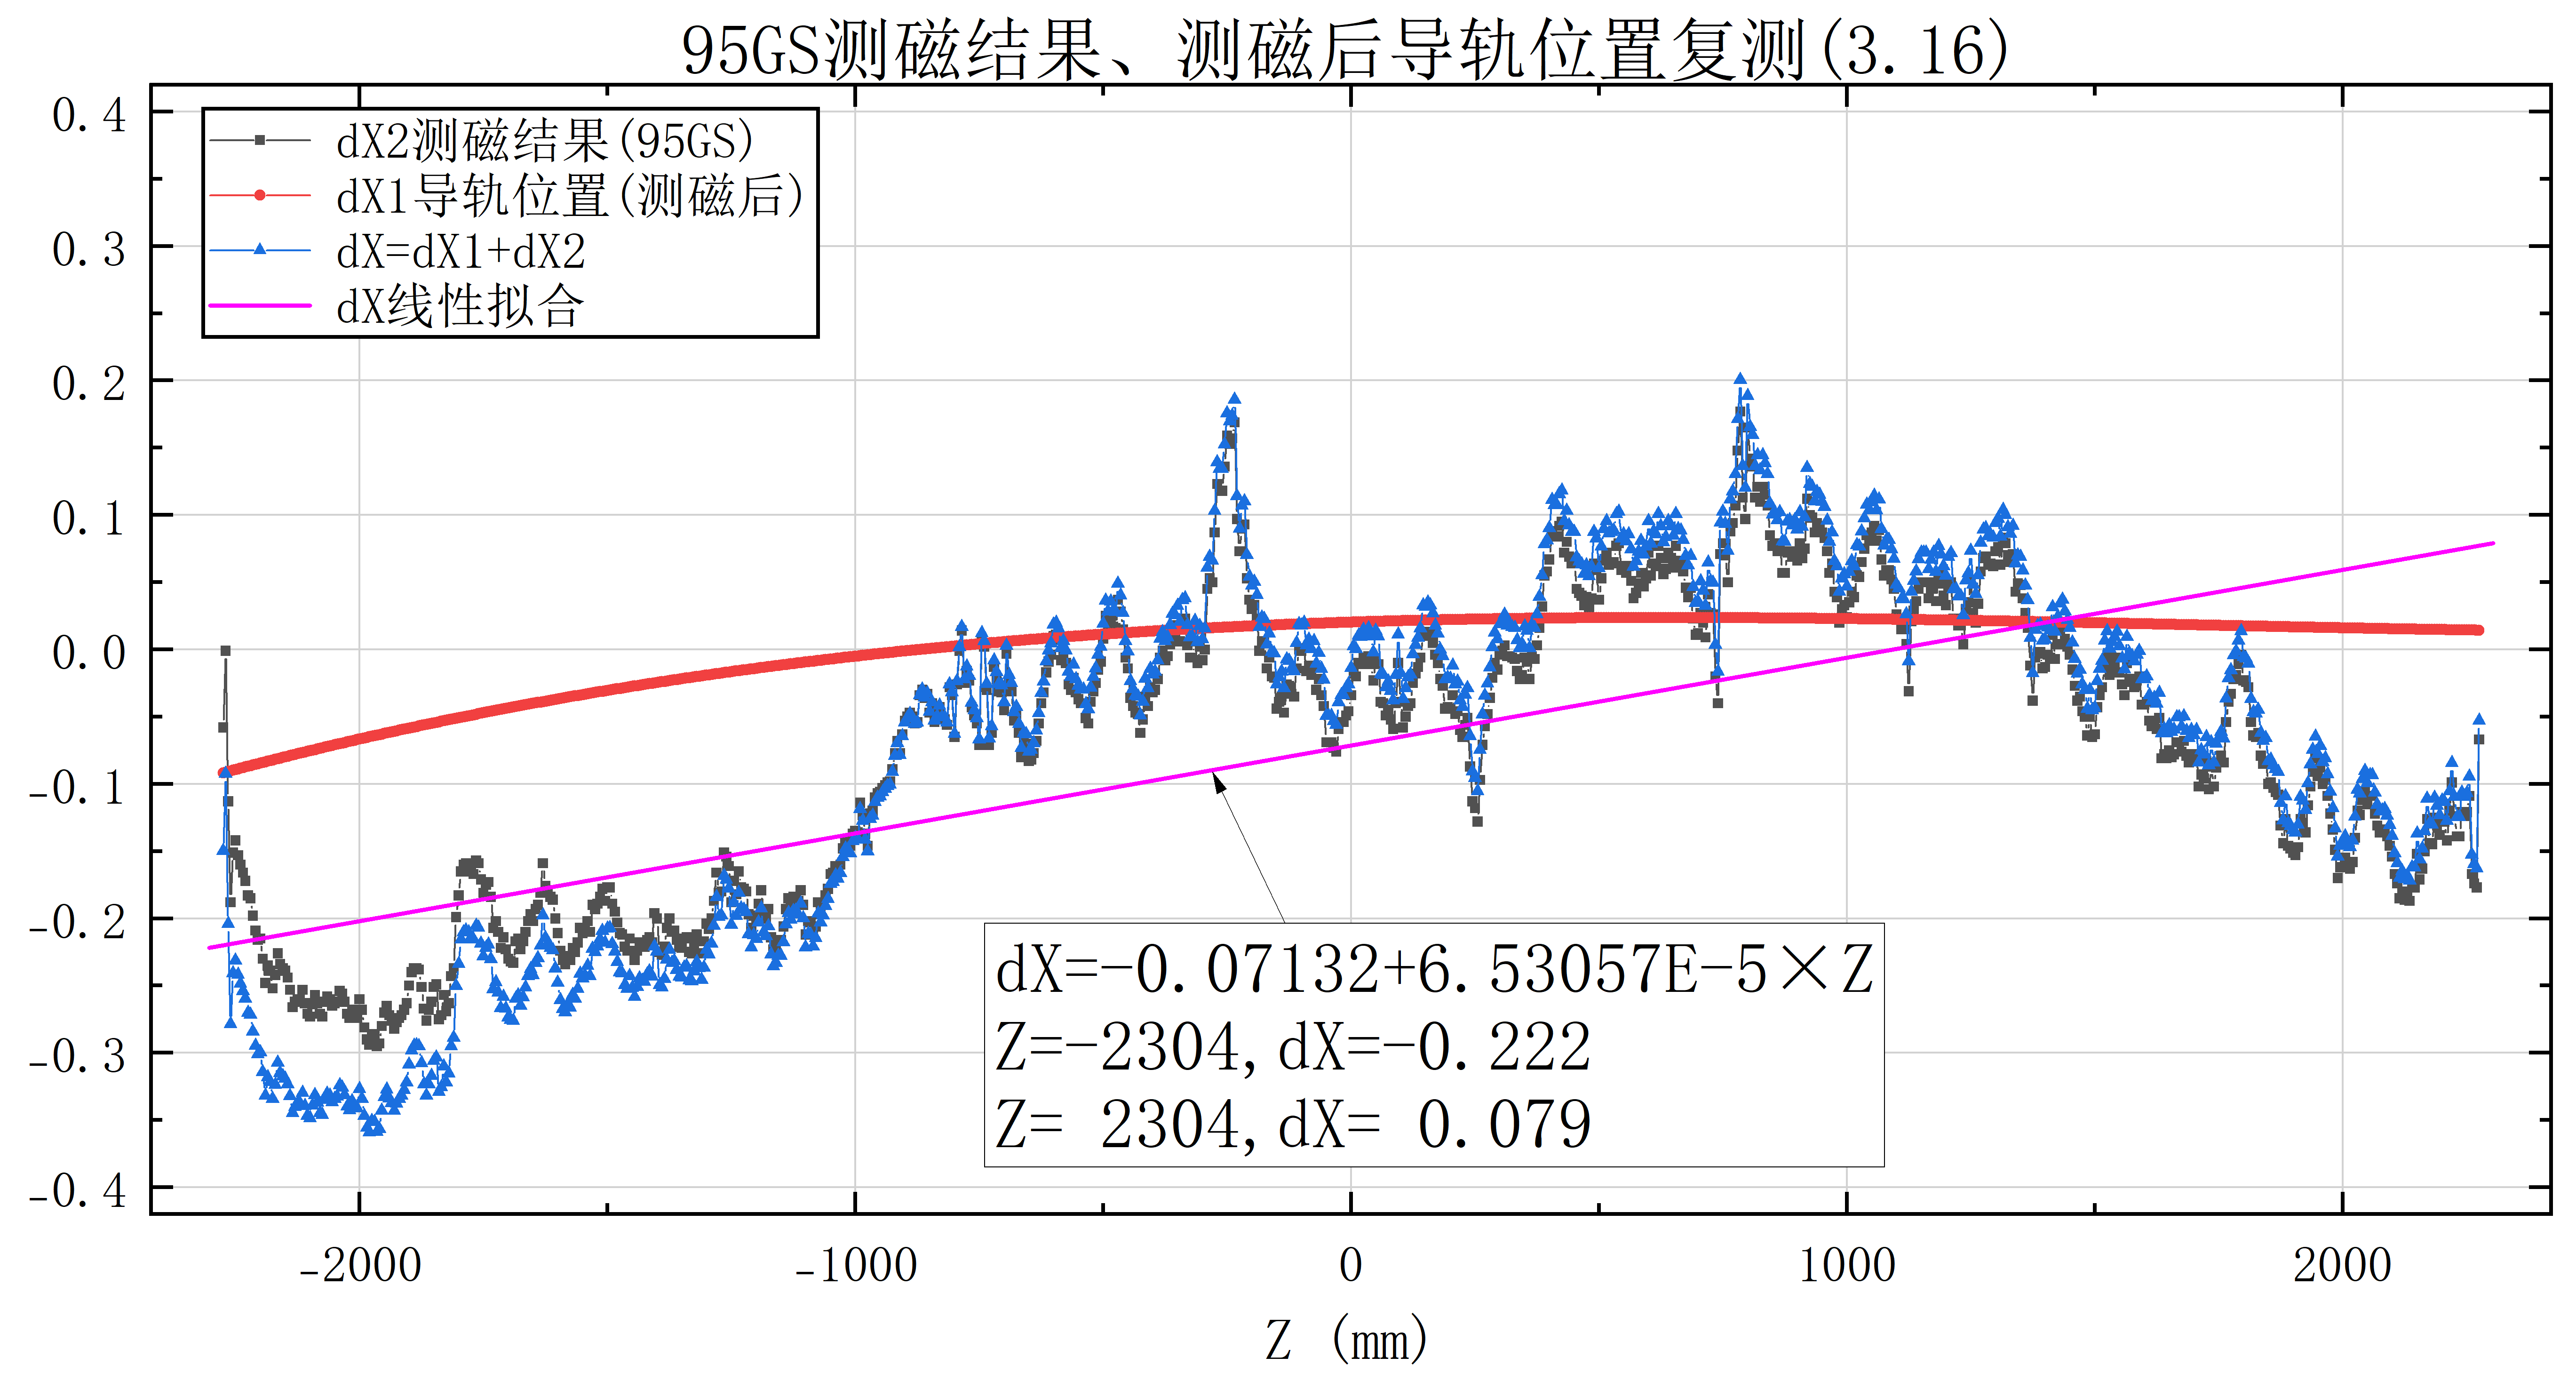 95GS测磁结果、测磁后导轨位置复测(3.16)
dX2测磁结果(95GS)
dX1导轨位置(测磁后)
dX=dX1+dX2
dX线性拟合
0.4
0.3
0.2
0.1
0.0
-0.1
-0.2
-0.3
-0.4
dX=-0.07132+6.53057E-5×Z
Z=-2304,dX=-0.222
Z= 2304,dX= 0.079
-2000
-1000
0
1000
2000
Z (mm)